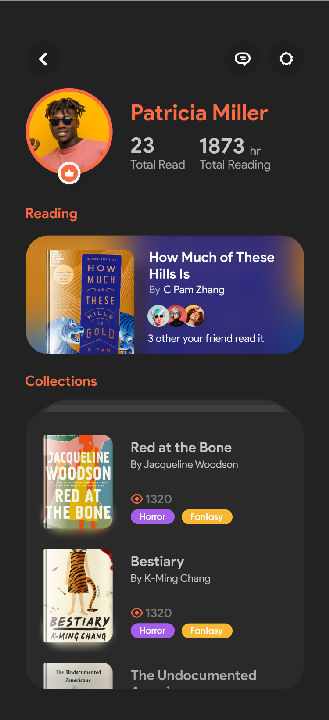 Patricia Miller
23
1873 hr
Total Read
Total Reading
Reading
How Much of These
Hills Is
By C Pam Zhang
3 other your friend read it
HOW
MUCH
OF
THESE
HILLS
IS
GOLD
C PAM
Collections
Red at the Bone
By Jacqueline Woodson
1320
Horror
Fantasy
JACQUELINE
WOODSON
RED AT
THE BONE
Bestiary
By K-Ming Chang
1320
Horror
Fantasy
BESTIARY
K-MING CHANG
The Undocumented
The Undocumented
Americans